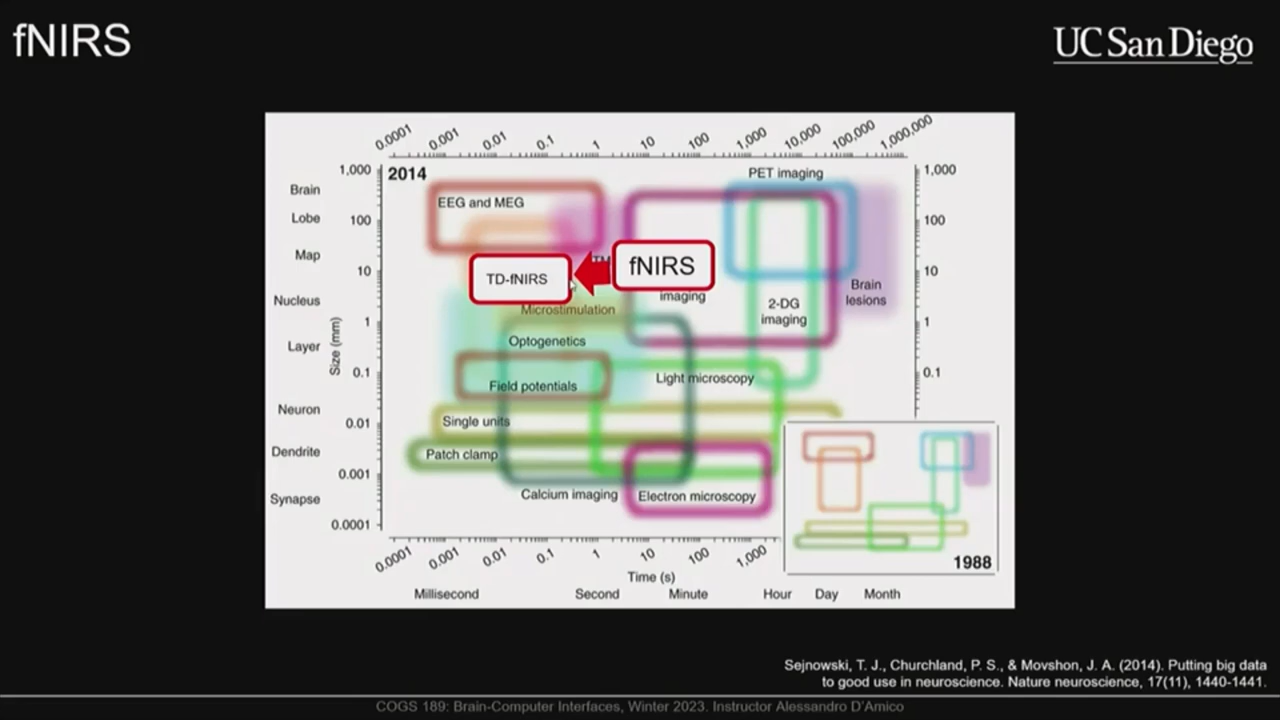 fNIRS
UC San Diego
0.0001 0.001 0.01 0.1 1 10 100 1,000 10,000 100,000 1,000,000
2014
PET imaging
1,000 1,000
Brain
EEG and MEG
Lobe
100 100
Map
fNIRS
10 10
TD-fNIRS
imaging
Brain
lesions
Nucleus
2-DG
imaging
Microstimulation
1 1
Size (mm)
Layer
Optogenetics
0.1 0.1
Light microscopy
Field potentials
Neuron
0.01
Single units
Dendrite
Patch clamp
0.001
Synapse
Calcium imaging
Electron microscopy
0.0001
1988
0.0001 0.001 0.01 0.1 1 10 100 1,000
Time (s)
Millisecond Second Minute Hour Day Month
Sejnowski, T. J., Churchland, P. S., & Movshon, J. A. (2014). Putting big data
to good use in neuroscience. Nature neuroscience, 17(11), 1440-1441.
COGS 189: Brain-Computer Interfaces, Winter 2023. Instructor Alessandro D'Amico